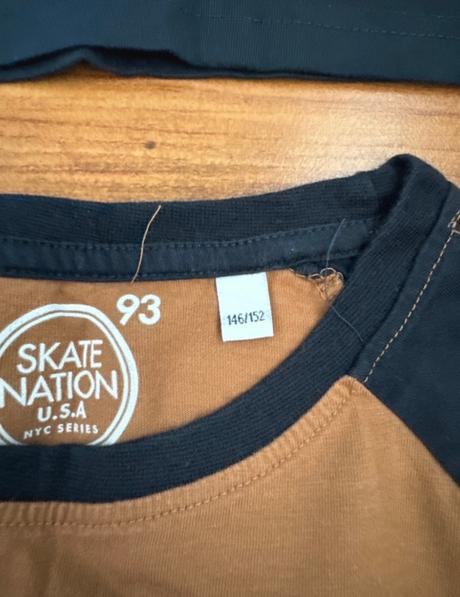 93
146/152
SKATE
NATION
U.S.A
NYC SERIES